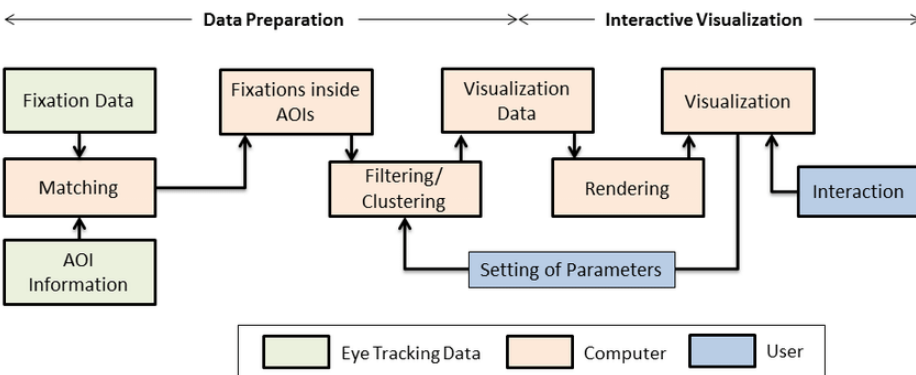 Data Preparation
Interactive Visualization
Fixation Data
Fixations inside
AOIs
Visualization
Data
Visualization
Matching
Filtering/
Clustering
Rendering
Interaction
AOI
Information
Setting of Parameters
Eye Tracking Data
Computer
User